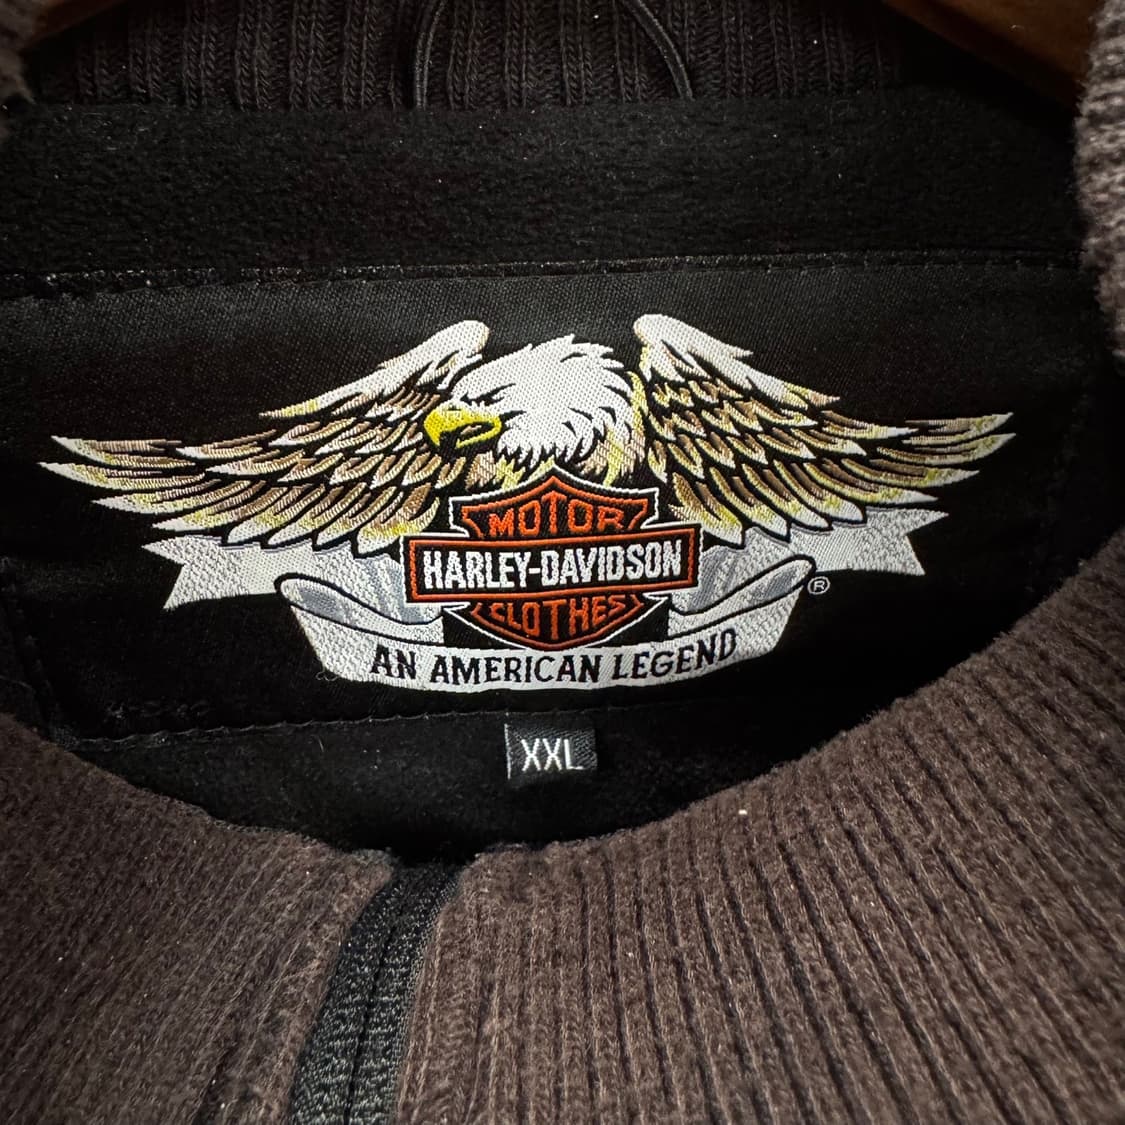 MOTOR
HARLEY-DAVIDSON
CLOTHES
®
AN AMERICAN LEGEND
XXL